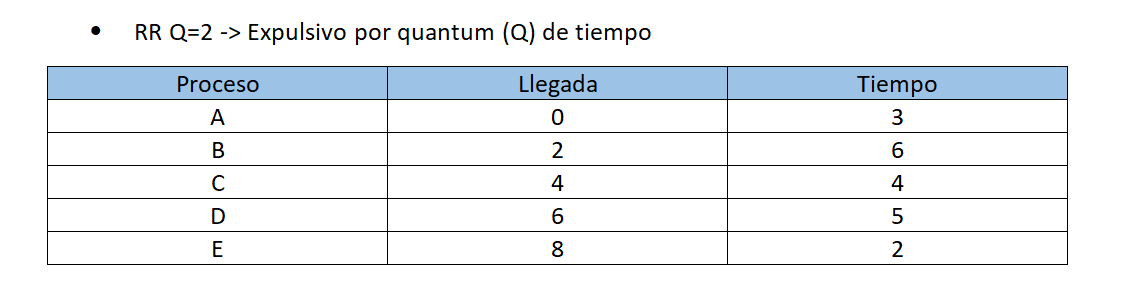 • RR Q=2 -> Expulsivo por quantum (Q) de tiempo
Proceso Llegada Tiempo
A 0 3
B 2 6
C 4 4
D 6 5
E 8 2